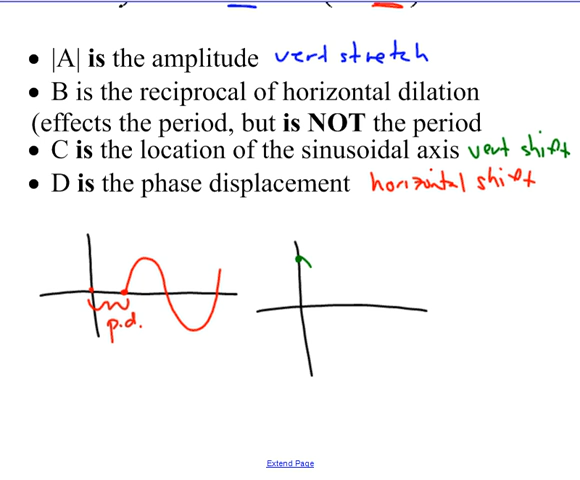 • |A| is the amplitude vert stretch
• B is the reciprocal of horizontal dilation
(effects the period, but is NOT the period
• C is the location of the sinusoidal axis vert shift
• D is the phase displacement horizintal shift
p.d.
Extend Page